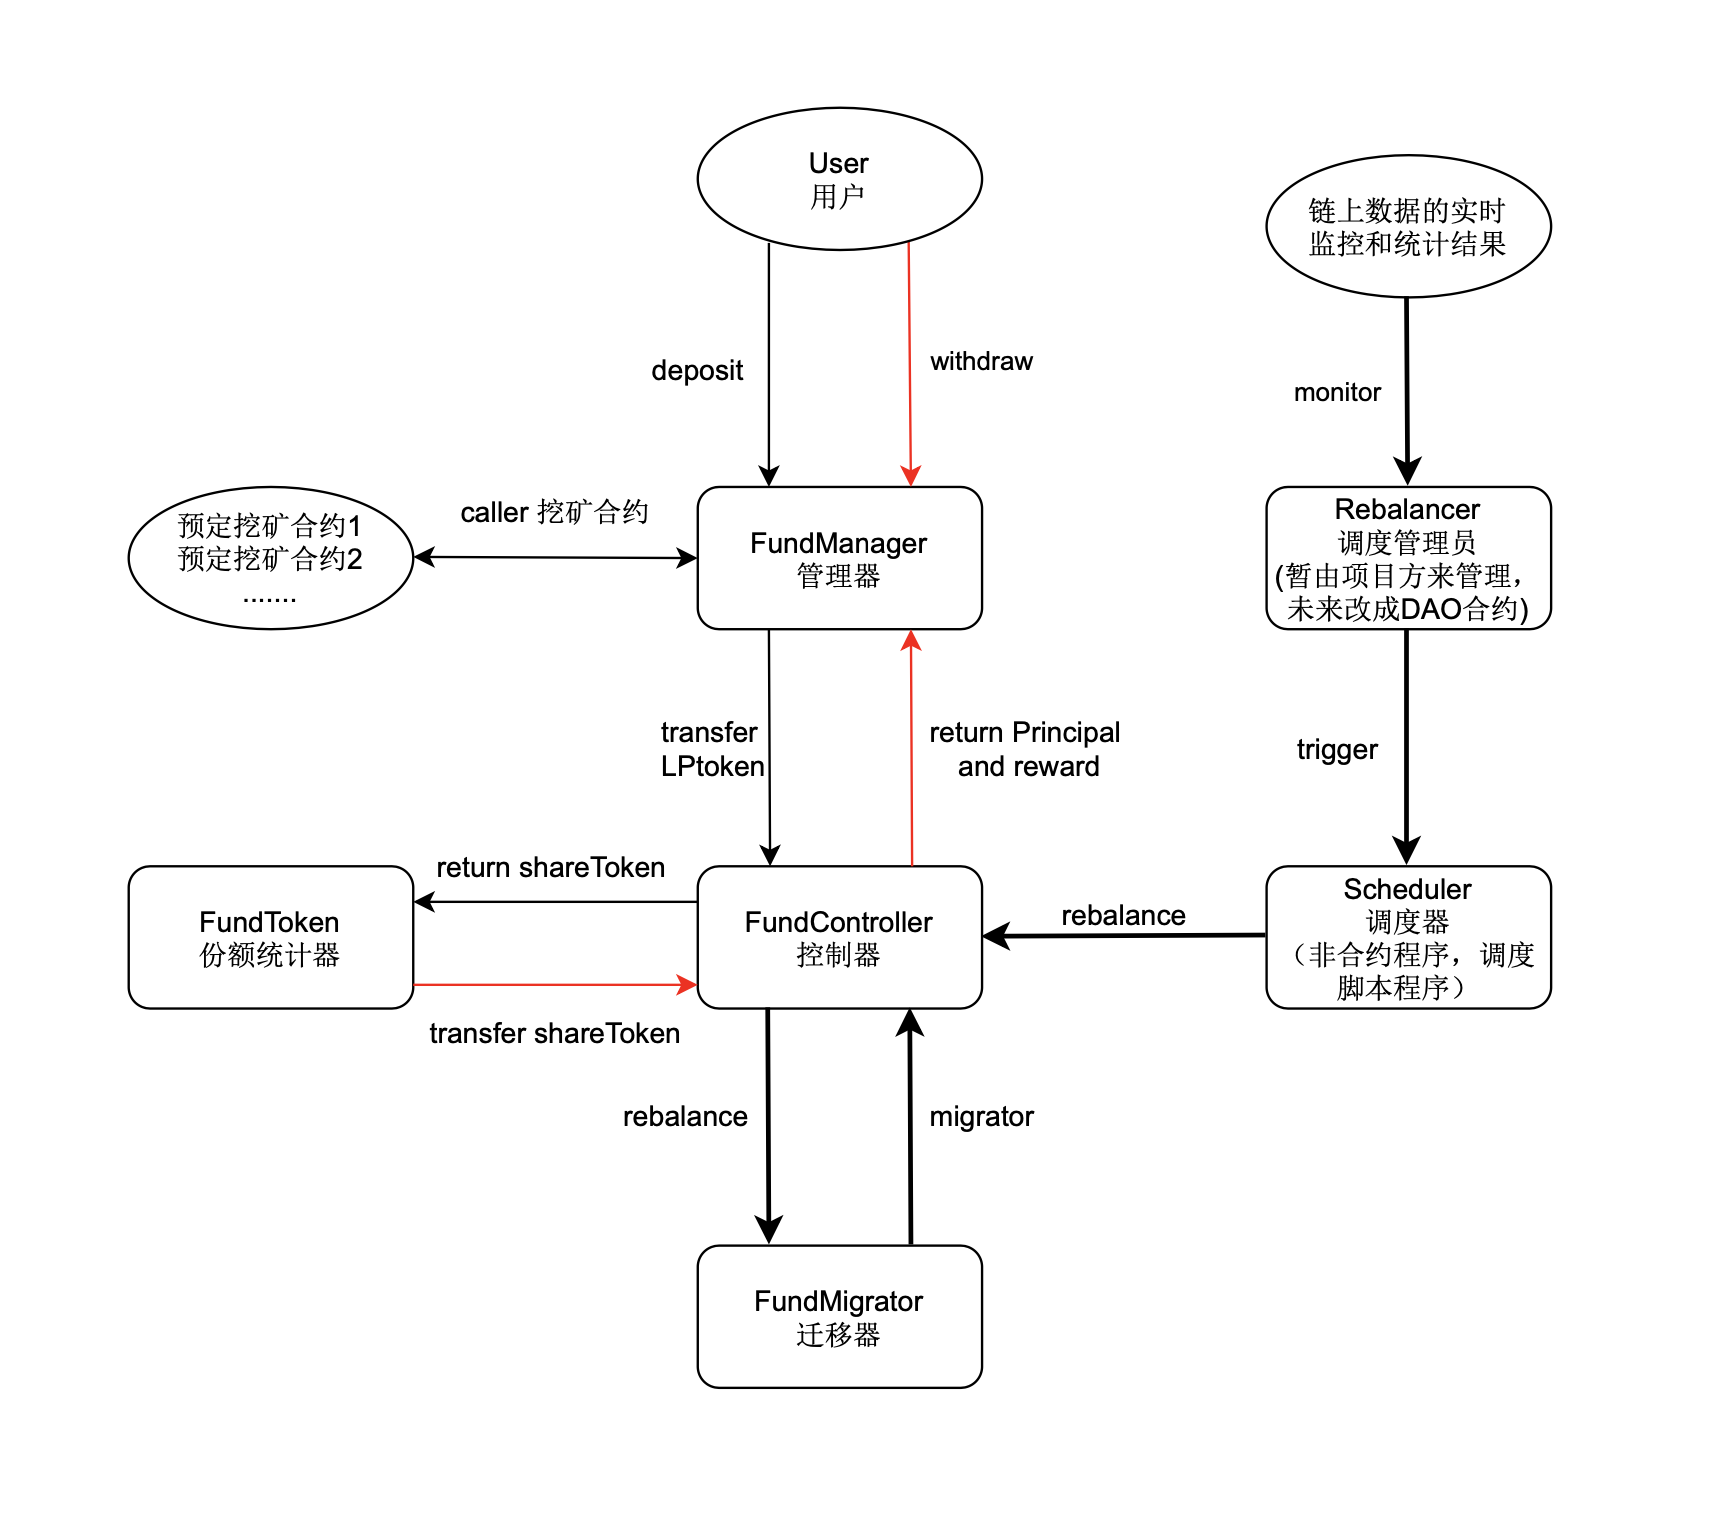 User
用户
链上数据的实时
监控和统计结果
deposit
withdraw
monitor
预定挖矿合约1
预定挖矿合约2
.......
caller 挖矿合约
FundManager
管理器
Rebalancer
调度管理员
(暂由项目方来管理，
未来改成DAO合约)
transfer
LPtoken
return Principal
and reward
trigger
return shareToken
FundToken
份额统计器
transfer shareToken
FundController
控制器
rebalance
Scheduler
调度器
（非合约程序，调度
脚本程序）
rebalance
migrator
FundMigrator
迁移器